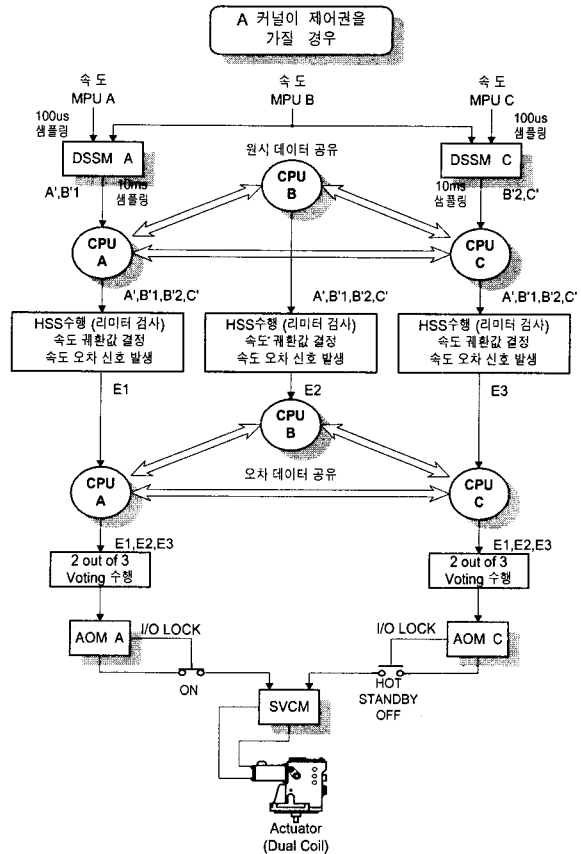 A 커널이 제어권을
가질 경우
속 도
MPU A
속 도
MPU B
속 도
MPU C
100us
샘플링
100us
샘플링
DSSM A
원시 데이터 공유
DSSM C
CPU
B
A',B'1
10ms
샘플링
10ms
샘플링
B'2,C'
CPU
A
CPU
C
A',B'1,B'2,C'
A',B'1,B'2,C'
A',B'1,B'2,C'
HSS수행 (리미터 검사)
속도 궤환값 결정
속도 오차 신호 발생
HSS수행 (리미터 검사)
속도 궤환값 결정
속도 오차 신호 발생
HSS수행 (리미터 검사)
속도 궤환값 결정
속도 오차 신호 발생
E1
E2
E3
CPU
B
오차 데이터 공유
CPU
A
CPU
C
E1,E2,E3
E1,E2,E3
2 out of 3
Voting 수행
2 out of 3
Voting 수행
AOM A
I/O LOCK
I/O LOCK
AOM C
ON
HOT
STANDBY
OFF
SVCM
Actuator
(Dual Coil)